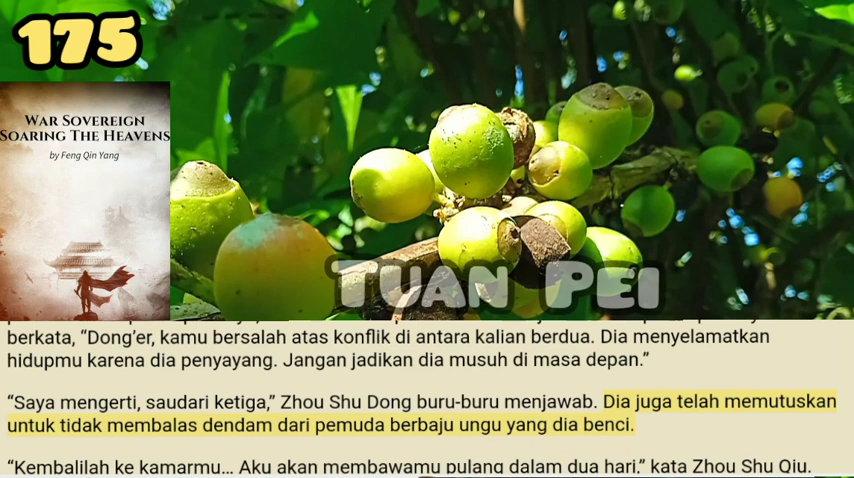 175
WAR SOVEREIGN
SOARING THE HEAVENS
by Feng Qin Yang
TUAN PEI
berkata, “Dong’er, kamu bersalah atas konflik di antara kalian berdua. Dia menyelamatkan
hidupmu karena dia penyayang. Jangan jadikan dia musuh di masa depan.”
“Saya mengerti, saudari ketiga,” Zhou Shu Dong buru-buru menjawab. Dia juga telah memutuskan
untuk tidak membalas dendam dari pemuda berbaju ungu yang dia benci.
“Kembalilah ke kamarmu… Aku akan membawamu pulang dalam dua hari,” kata Zhou Shu Qiu.